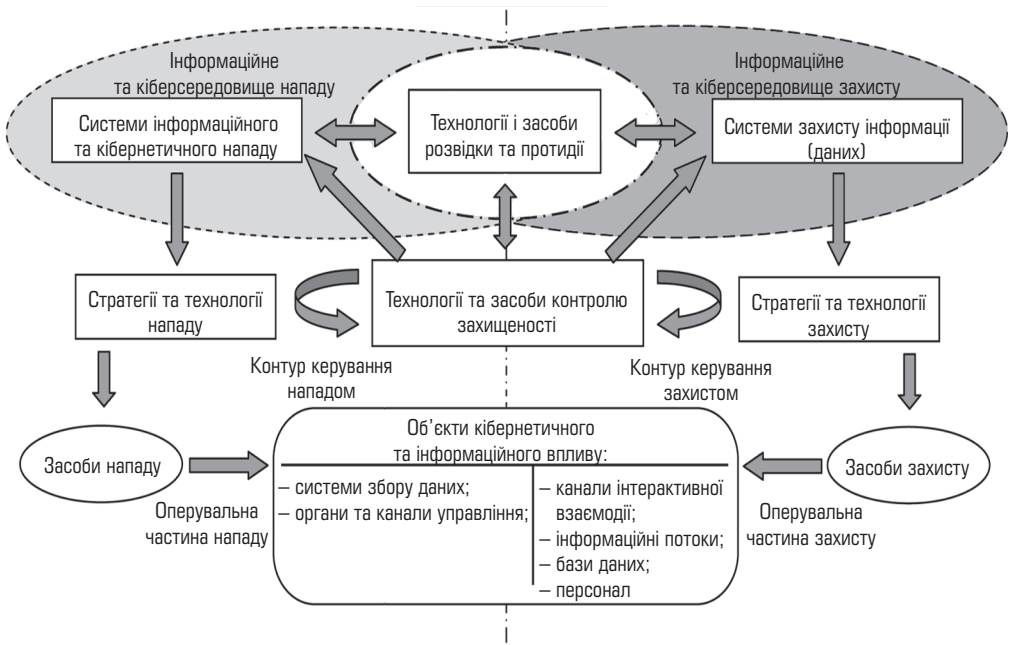 Інформаційне
та кіберсередовище нападу
Інформаційне
та кіберсередовище захисту
Системи інформаційного
та кібернетичного нападу
Технології і засоби
розвідки та протидії
Системи захисту інформації
(даних)
Стратегії та технології
нападу
Технології та засоби контролю
захищеності
Стратегії та технології
захисту
Контур керування
нападом
Контур керування
захистом
Засоби нападу
Об’єкти кібернетичного
та інформаційного впливу:
– системи збору даних;
– органи та канали управління;
– канали інтерактивної
взаємодії;
– інформаційні потоки;
– бази даних;
– персонал
Засоби захисту
Оперувальна
частина нападу
Оперувальна
частина захисту